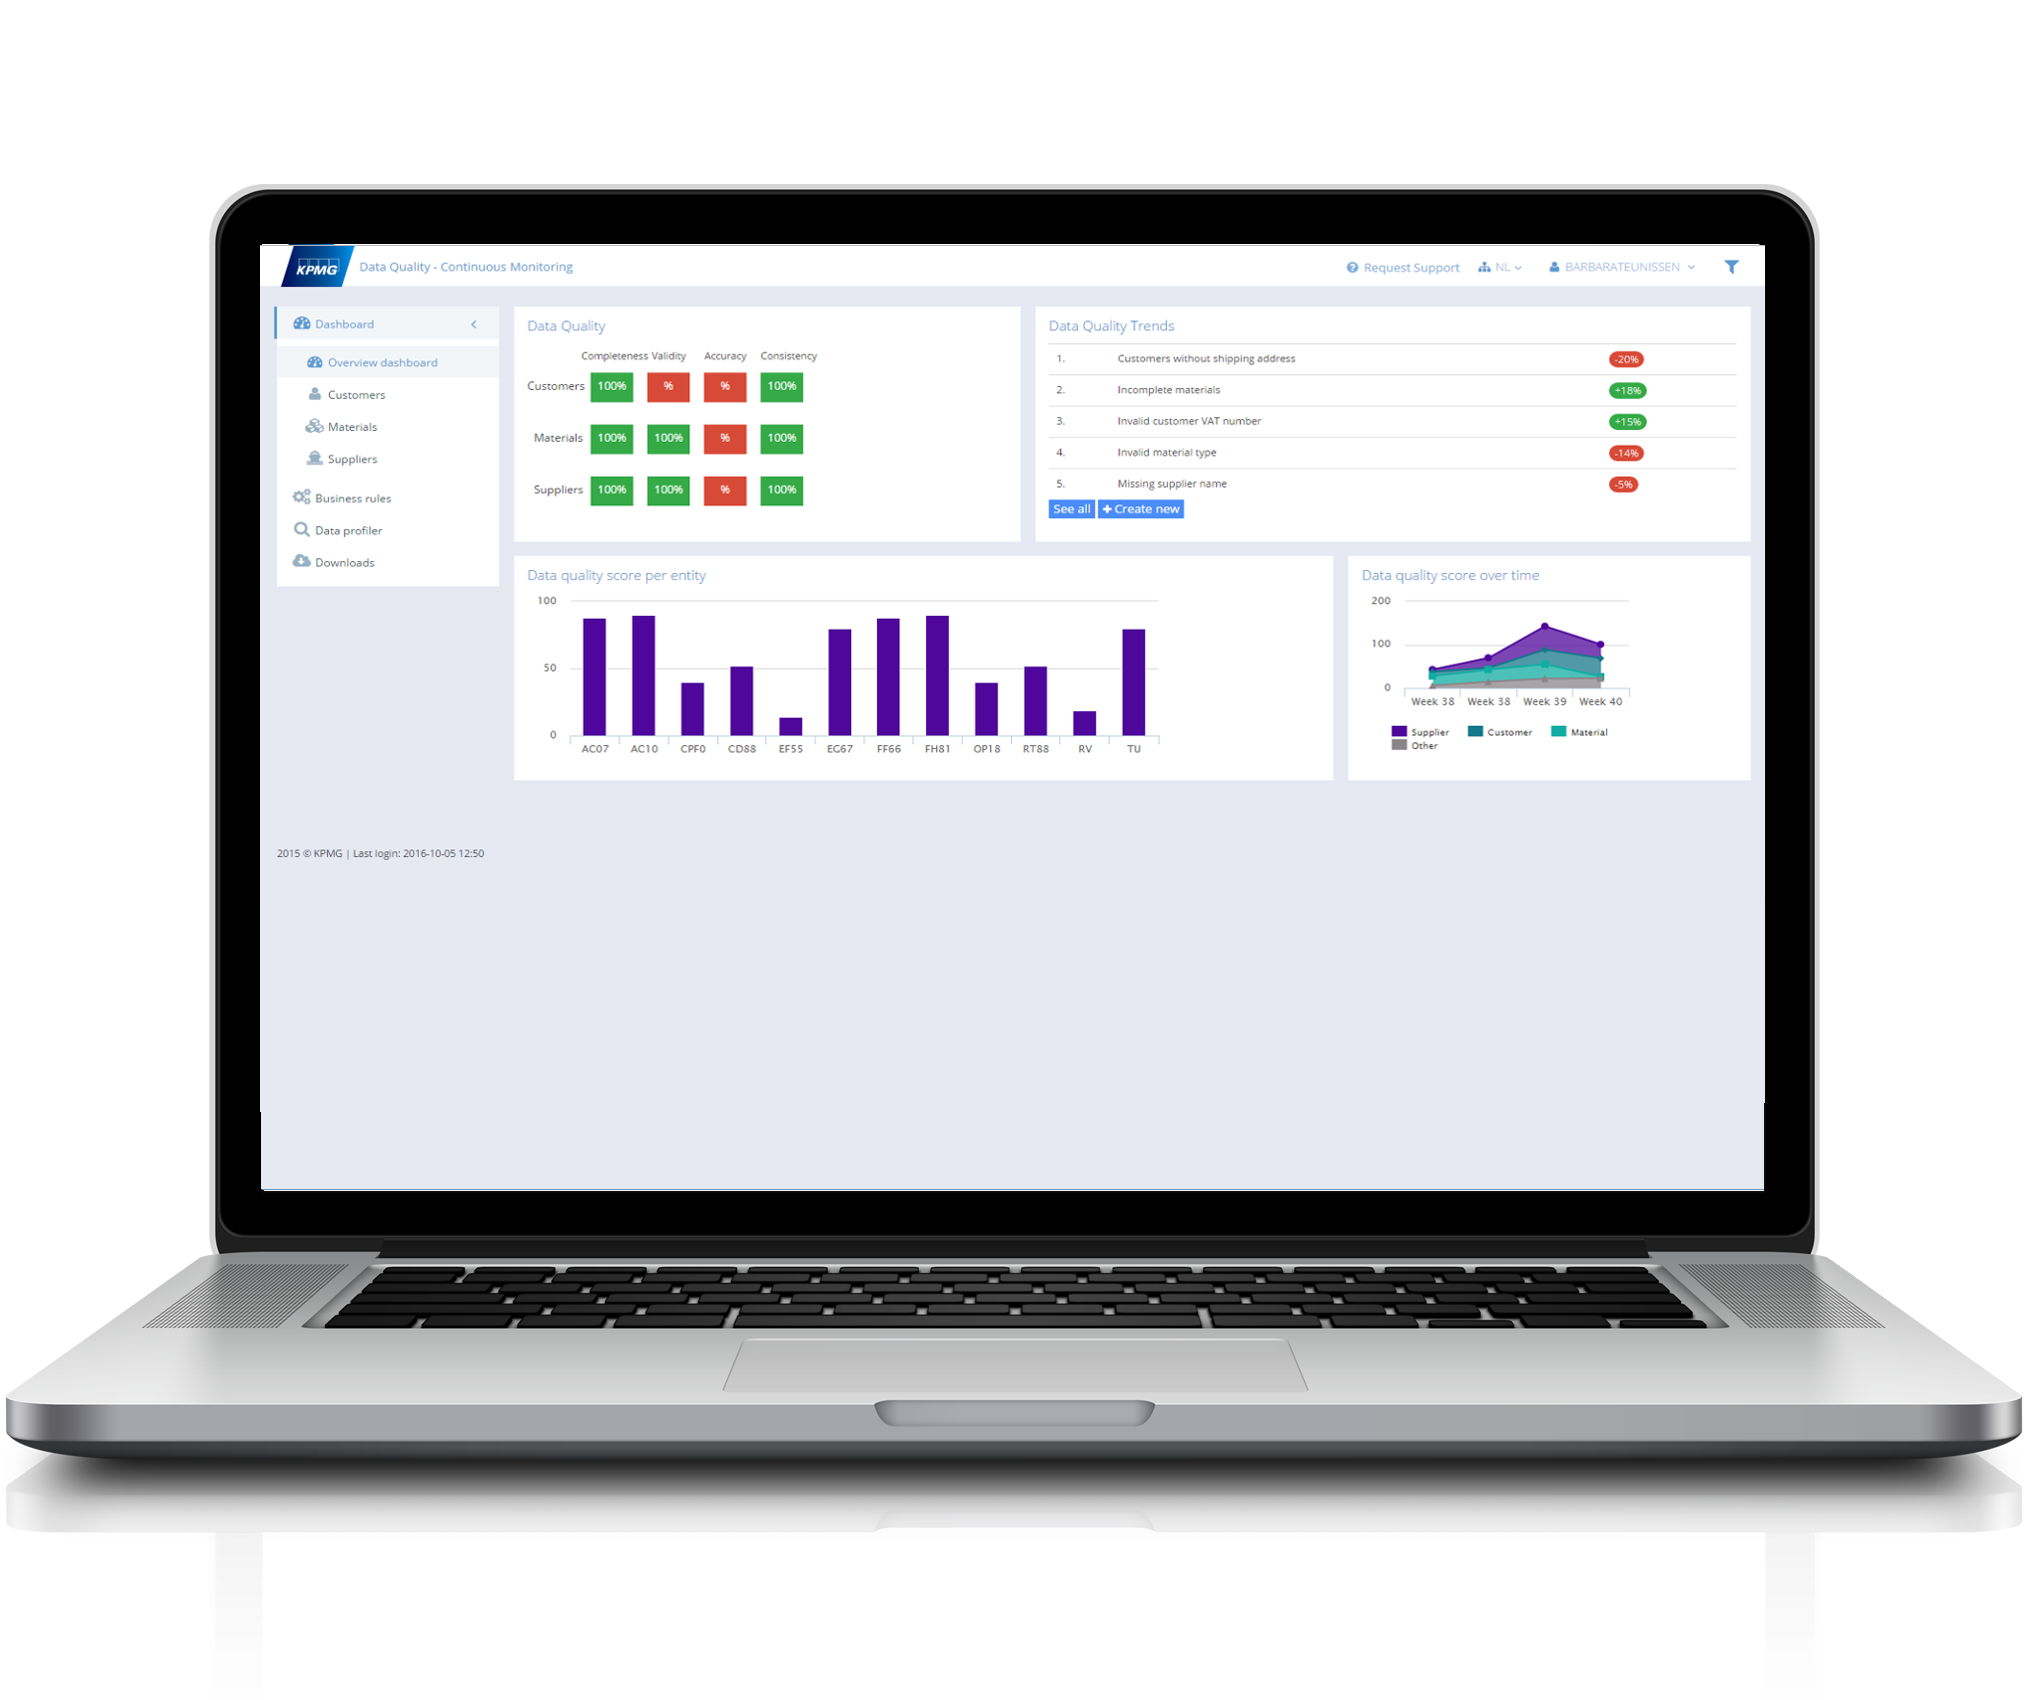 KPMG
Data Quality - Continuous Monitoring
Request Support
NL
BARBARATEUNISSEN
Dashboard
Overview dashboard
Customers
Materials
Suppliers
Business rules
Data profiler
Downloads
Data Quality
Completeness Validity Accuracy Consistency
Customers 100% % % 100%
Materials 100% 100% % 100%
Suppliers 100% 100% % 100%
Data Quality Trends
1. Customers without shipping address -20%
2. Incomplete materials +18%
3. Invalid customer VAT number +15%
4. Invalid material type -14%
5. Missing supplier name -5%
See all + Create new
Data quality score per entity
100
50
0
AC07 AC10 CPF0 CD88 EF55 EG67 FF66 FH81 OP18 RT88 RV TU
Data quality score over time
200
100
0
Week 38 Week 38 Week 39 Week 40
Supplier Customer Material
Other
2015 © KPMG | Last login: 2016-10-05 12:50